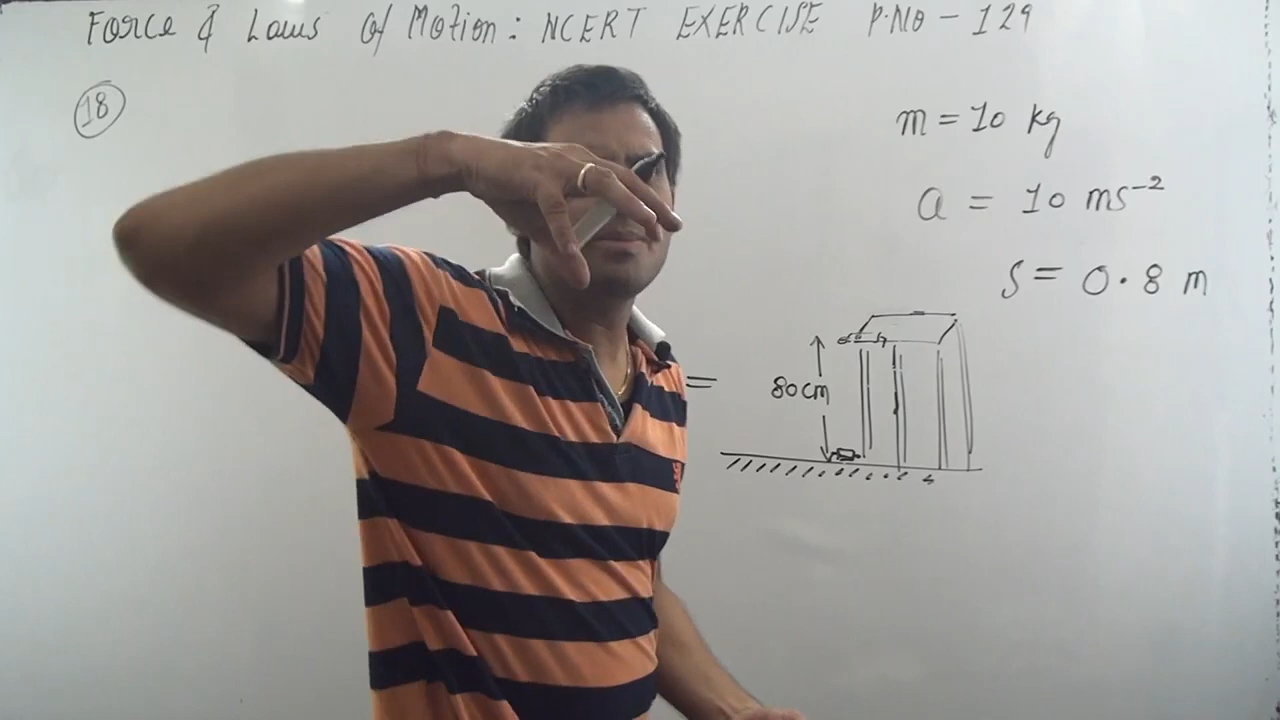 Force & Laws Of Motion: NCERT EXERCISE P.NO - 129
18
m = 10 kg
a = 10 ms⁻²
S = 0.8 m
=
80cm